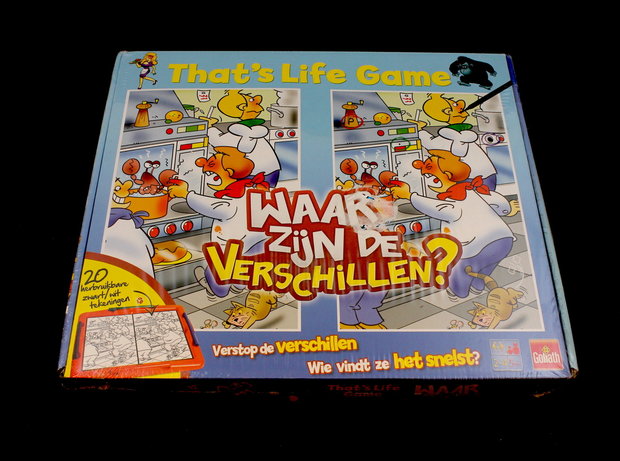 That's Life Game
WAAR
ZIJN DE
VERSCHILLEN?
20
herbruikbare
zwart/wit
tekeningen
Verstop de verschillen
Wie vindt ze het snelst?
Goliath
That's Life
Game
WAAR